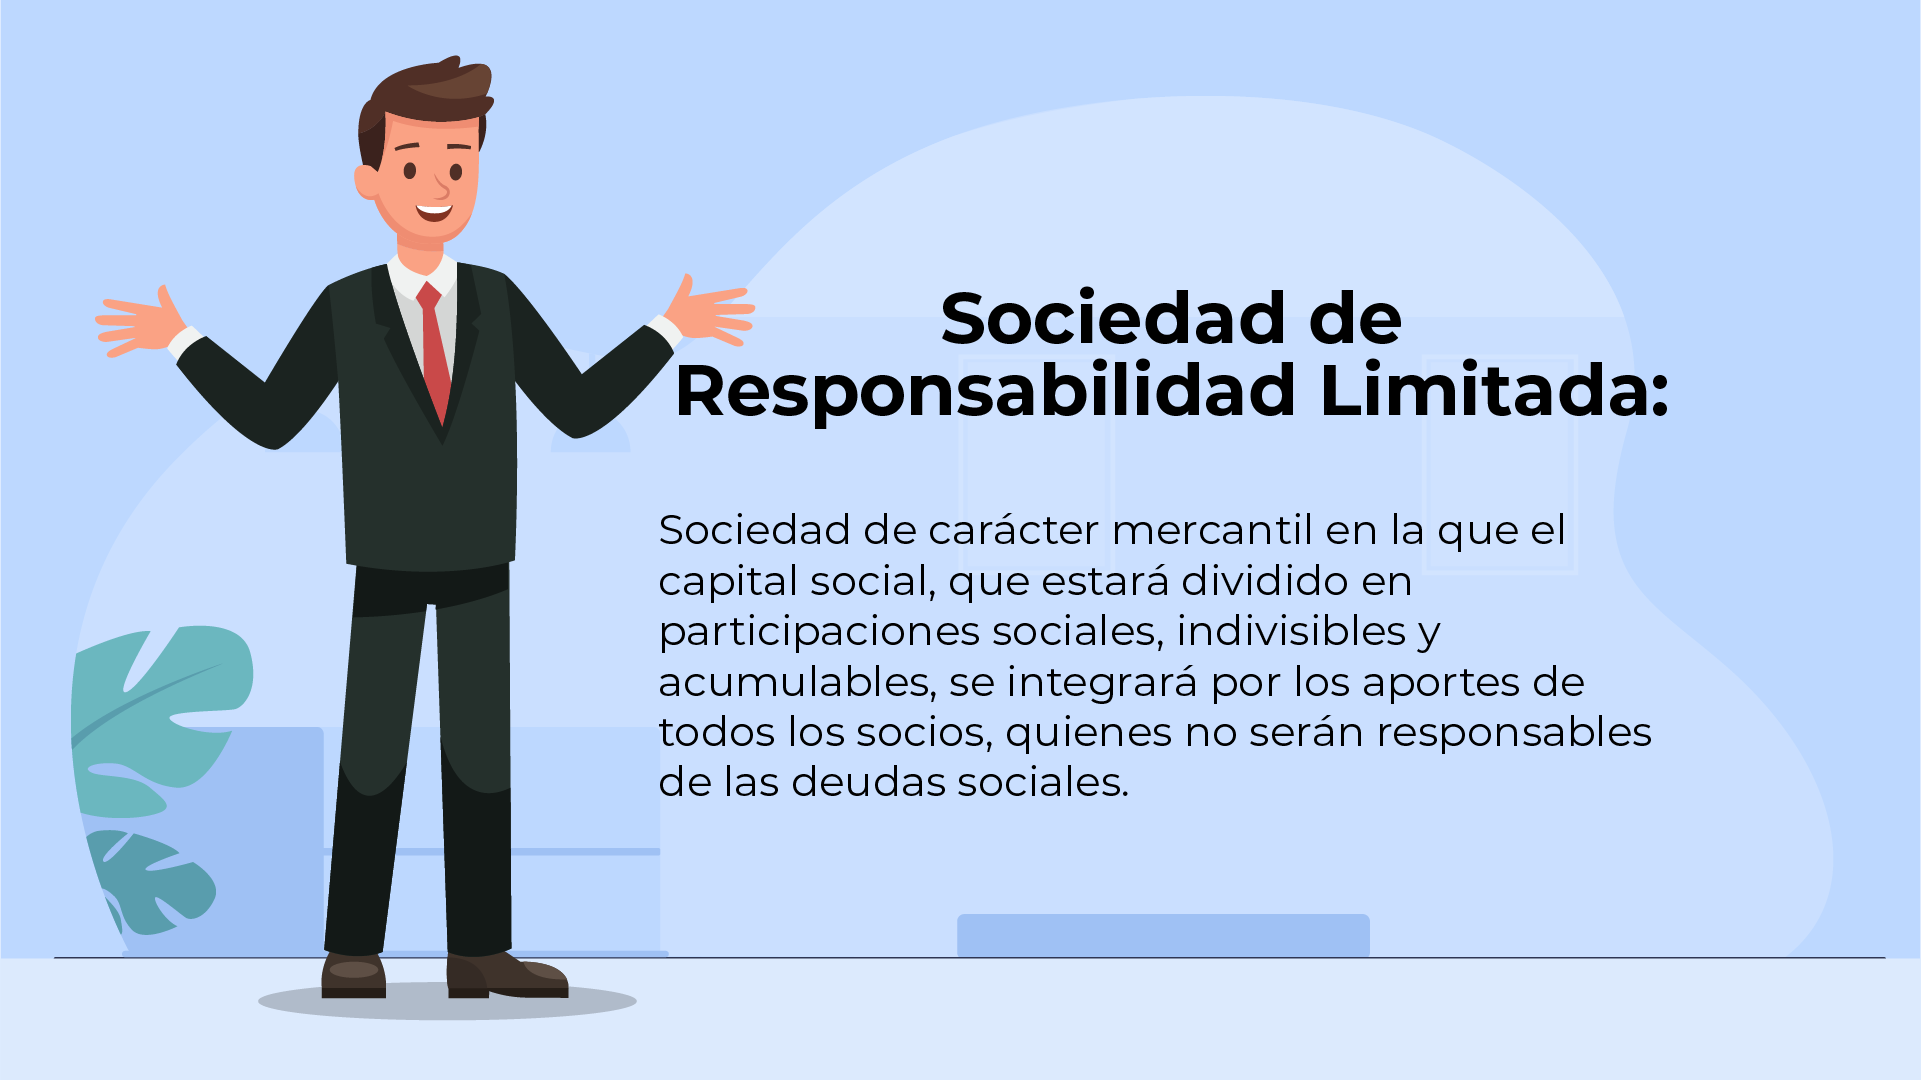 Sociedad de
Responsabilidad Limitada:
Sociedad de carácter mercantil en la que el
capital social, que estará dividido en
participaciones sociales, indivisibles y
acumulables, se integrará por los aportes de
todos los socios, quienes no serán responsables
de las deudas sociales.